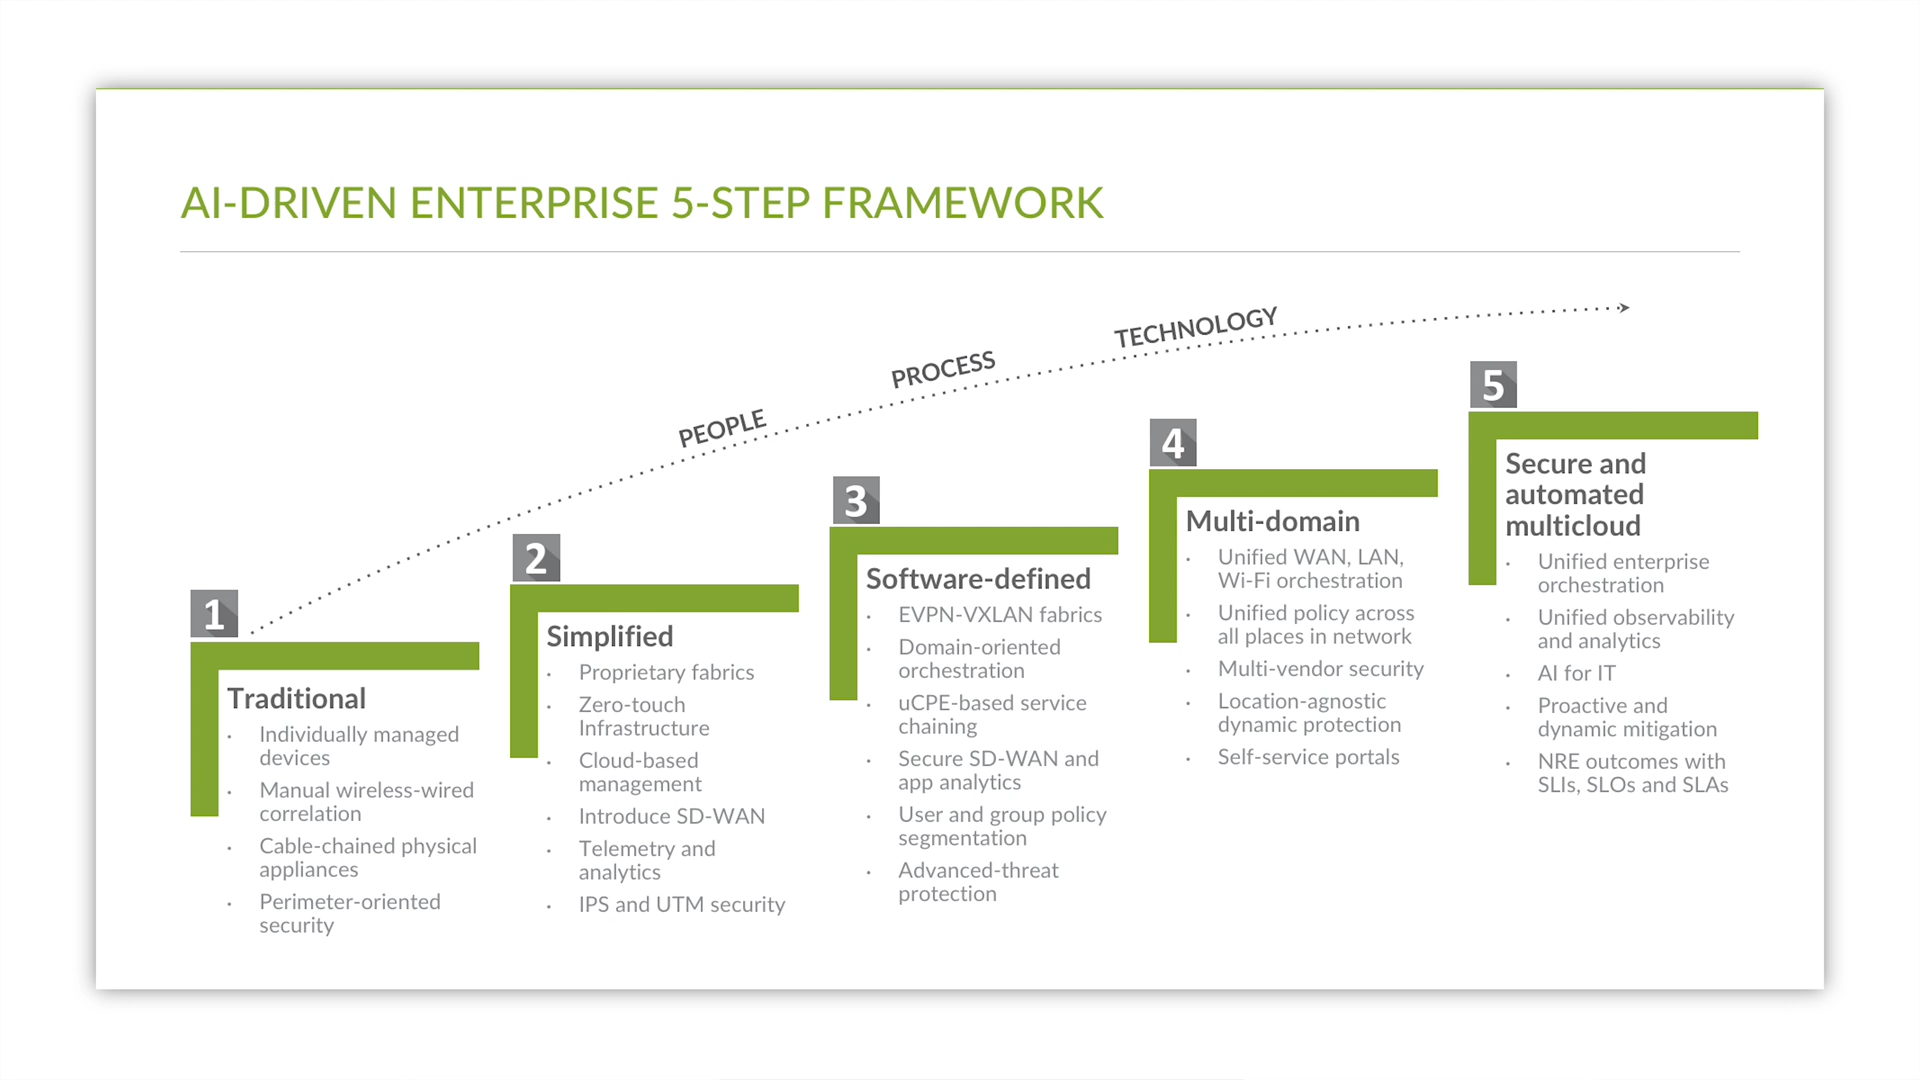 AI-DRIVEN ENTERPRISE 5-STEP FRAMEWORK
PEOPLE
PROCESS
TECHNOLOGY
1
Traditional
· Individually managed
devices
· Manual wireless-wired
correlation
· Cable-chained physical
appliances
· Perimeter-oriented
security
2
Simplified
· Proprietary fabrics
· Zero-touch
Infrastructure
· Cloud-based
management
· Introduce SD-WAN
· Telemetry and
analytics
· IPS and UTM security
3
Software-defined
· EVPN-VXLAN fabrics
· Domain-oriented
orchestration
· uCPE-based service
chaining
· Secure SD-WAN and
app analytics
· User and group policy
segmentation
· Advanced-threat
protection
4
Multi-domain
· Unified WAN, LAN,
Wi-Fi orchestration
· Unified policy across
all places in network
· Multi-vendor security
· Location-agnostic
dynamic protection
· Self-service portals
5
Secure and
automated
multicloud
· Unified enterprise
orchestration
· Unified observability
and analytics
· AI for IT
· Proactive and
dynamic mitigation
· NRE outcomes with
SLIs, SLOs and SLAs